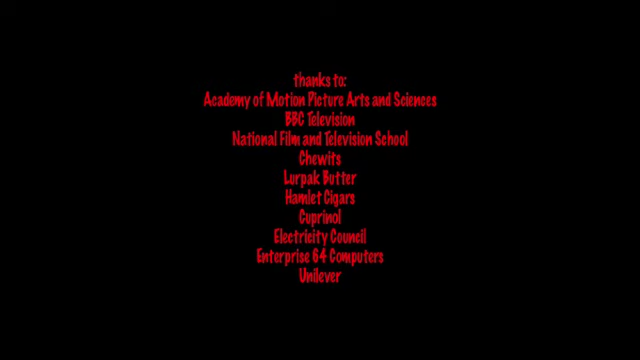 thanks to:
Academy of Motion Picture Arts and Sciences
BBC Television
National Film and Television School
Chewits
Lurpak Butter
Hamlet Cigars
Cuprinol
Electricity Council
Enterprise 64 Computers
Unilever